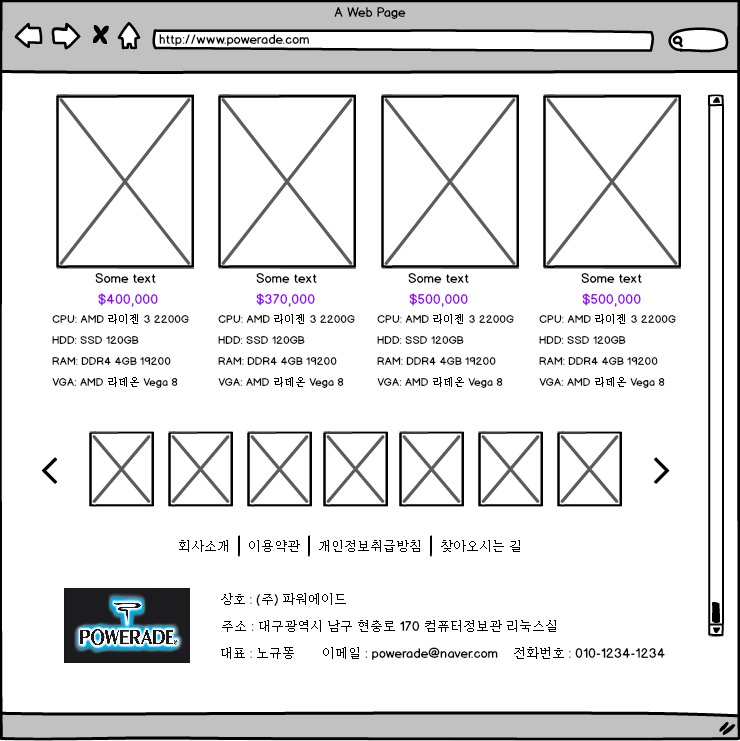 A Web Page
http://www.powerade.com
Some text Some text Some text Some text
$400,000 $370,000 $500,000 $500,000
CPU: AMD 라이젠 3 2200G CPU: AMD 라이젠 3 2200G CPU: AMD 라이젠 3 2200G CPU: AMD 라이젠 3 2200G
HDD: SSD 120GB HDD: SSD 120GB HDD: SSD 120GB HDD: SSD 120GB
RAM: DDR4 4GB 19200 RAM: DDR4 4GB 19200 RAM: DDR4 4GB 19200 RAM: DDR4 4GB 19200
VGA: AMD 라데온 Vega 8 VGA: AMD 라데온 Vega 8 VGA: AMD 라데온 Vega 8 VGA: AMD 라데온 Vega 8
회사소개 | 이용약관 | 개인정보취급방침 | 찾아오시는 길
POWERADE
상호 : (주) 파워에이드
주소 : 대구광역시 남구 현충로 170 컴퓨터정보관 리눅스실
대표 : 노규퐁 이메일 : powerade@naver.com 전화번호 : 010-1234-1234